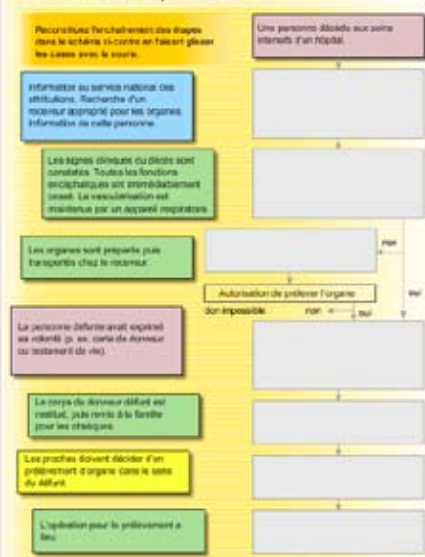 Reconstituez l'enchaînement des étapes
dans le schéma ci-contre en faisant glisser
les cases avec la souris.
Une personne décède aux soins
intensifs d'un hôpital.
Information au service national des
attributions. Recherche d'un
receveur approprié pour les organes.
Information de cette personne.
Les signes cliniques du décès sont
constatés. Toutes les fonctions
encéphaliques ont immédiatement
cessé. La vascularisation est
maintenue par un appareil respiratoire.
Les organes sont préparés puis
transportés chez le receveur.
non
Autorisation de prélever l'organe
don impossible
non
oui
oui
La personne défunte avait exprimé
sa volonté (p. ex. carte de donneur
ou testament de vie).
Le corps du donneur défunt est
restitué, puis remis à la famille
pour les obsèques.
Les proches doivent décider d'un
prélèvement d'organe dans le sens
du défunt.
L'opération pour le prélèvement a
lieu.